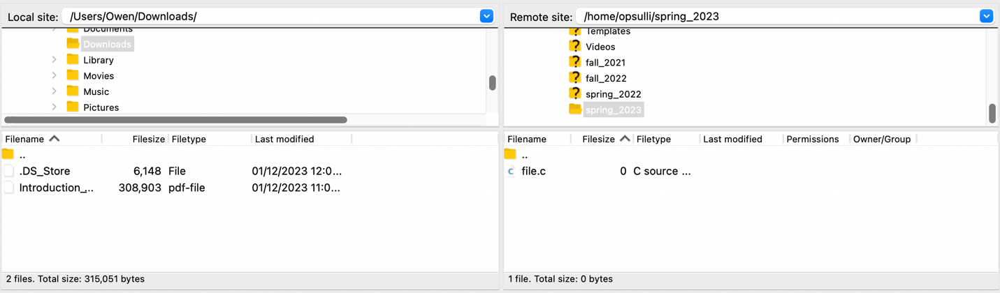 Local site: /Users/Owen/Downloads/
Documents
Downloads
Library
Movies
Music
Pictures
Filename Filesize Filetype Last modified
..
.DS_Store 6,148 File 01/12/2023 12:0...
Introduction_... 308,903 pdf-file 01/12/2023 11:0...
2 files. Total size: 315,051 bytes
Remote site: /home/opsulli/spring_2023
? Templates
? Videos
? fall_2021
? fall_2022
? spring_2022
spring_2023
Filename Filesize Filetype Last modified Permissions Owner/Group
..
C file.c 0 C source ...
1 file. Total size: 0 bytes